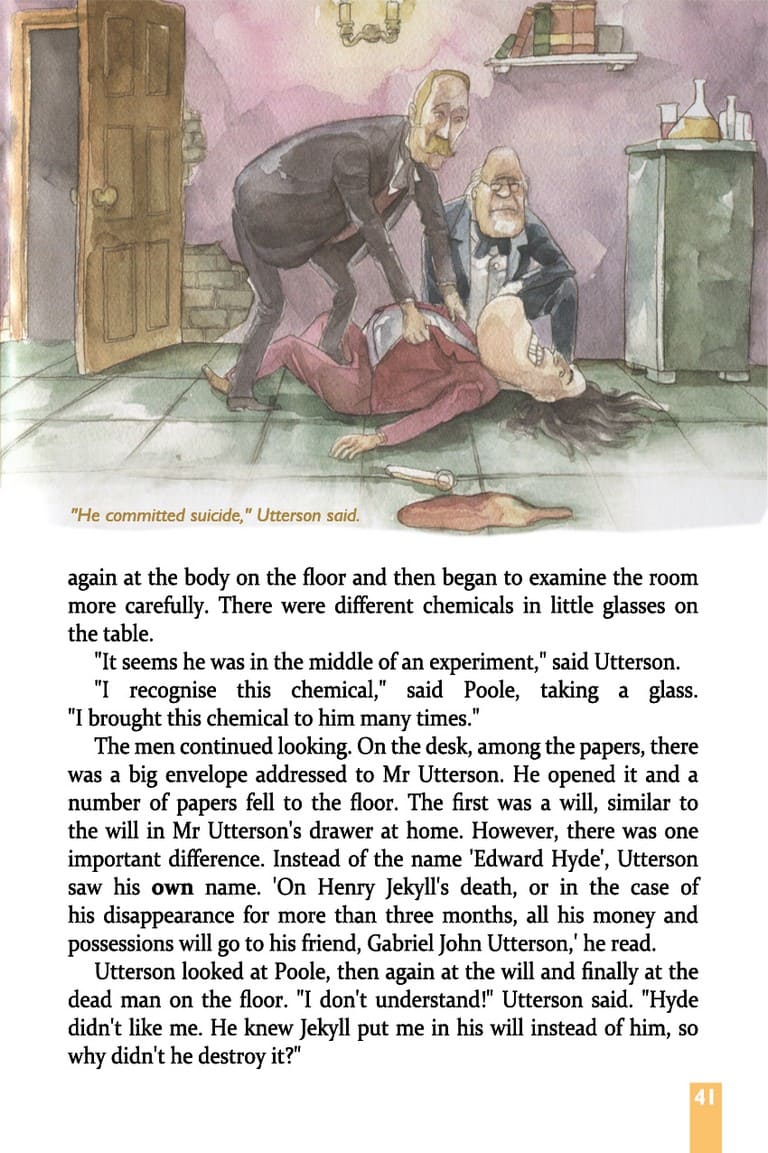 "He committed suicide," Utterson said.
again at the body on the floor and then began to examine the room
more carefully. There were different chemicals in little glasses on
the table.
"It seems he was in the middle of an experiment," said Utterson.
"I recognise this chemical," said Poole, taking a glass.
"I brought this chemical to him many times."
The men continued looking. On the desk, among the papers, there
was a big envelope addressed to Mr Utterson. He opened it and a
number of papers fell to the floor. The first was a will, similar to
the will in Mr Utterson's drawer at home. However, there was one
important difference. Instead of the name 'Edward Hyde', Utterson
saw his own name. 'On Henry Jekyll's death, or in the case of
his disappearance for more than three months, all his money and
possessions will go to his friend, Gabriel John Utterson,' he read.
Utterson looked at Poole, then again at the will and finally at the
dead man on the floor. "I don't understand!" Utterson said. "Hyde
didn't like me. He knew Jekyll put me in his will instead of him, so
why didn't he destroy it?"
41